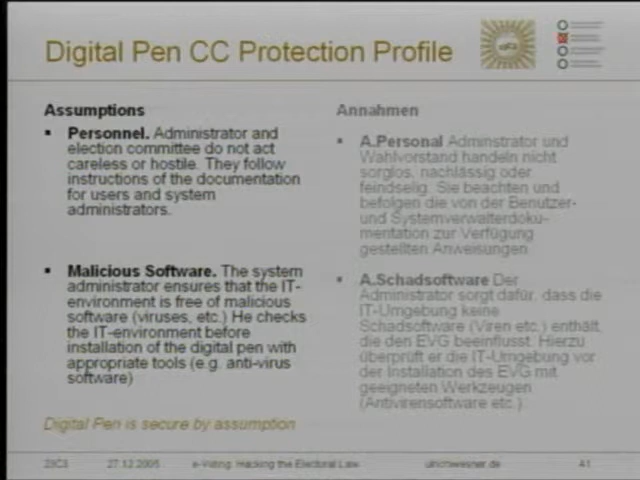 Digital Pen CC Protection Profile
Assumptions
Personnel. Administrator and
election committee do not act
careless or hostile. They follow
instructions of the documentation
for users and system
administrators.
Malicious Software. The system
administrator ensures that the IT-
environment is free of malicious
software (viruses, etc.) He checks
the IT-environment before
installation of the digital pen with
appropriate tools (e.g. anti-virus
software)
Annahmen
A.Personal Adminstrator und
Wahlvorstand handeln nicht
sorglos, nachlässig oder
feindselig. Sie beachten und
befolgen die von der Benutzer-
und Systemverwalterdoku-
mentation zur Verfügung
gestellten Anweisungen.
A.Schadsoftware Der
Administrator sorgt dafür, dass die
IT-Umgebung keine
Schadsoftware (Viren etc.) enthält,
die den EVG beeinflusst. Hierzu
überprüft er die IT-Umgebung vor
der Installation des EVG mit
geeigneten Werkzeugen
(Antivirensoftware etc.).
Digital Pen is secure by assumption
27.12.2006 e-Voting: Hacking the Electoral Law ulrichwiesner.de 41